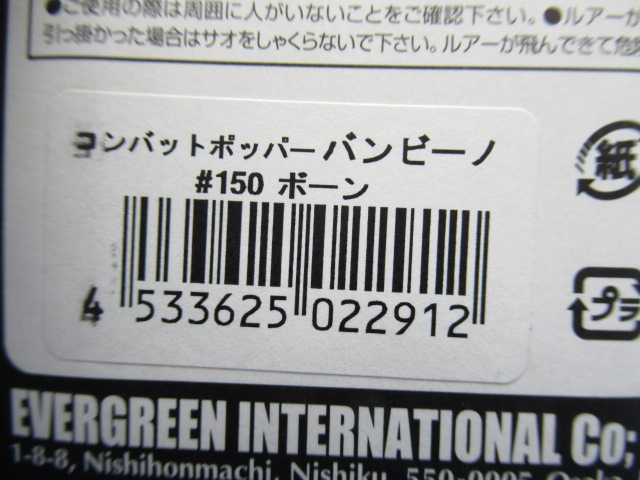 ●ご使用の際は周囲に人がいないことをご確認下さい。●ルアーが
引っ掛かった場合はサオをしゃくらないで下さい。ルアーが飛んできて危
コンバットポッパーバンビーノ
#150 ボーン
紙
プラ
4 533625 022912
EVERGREEN INTERNATIONAL Co;
1-8-8, Nishihonmachi, Nishiku, 550-0005